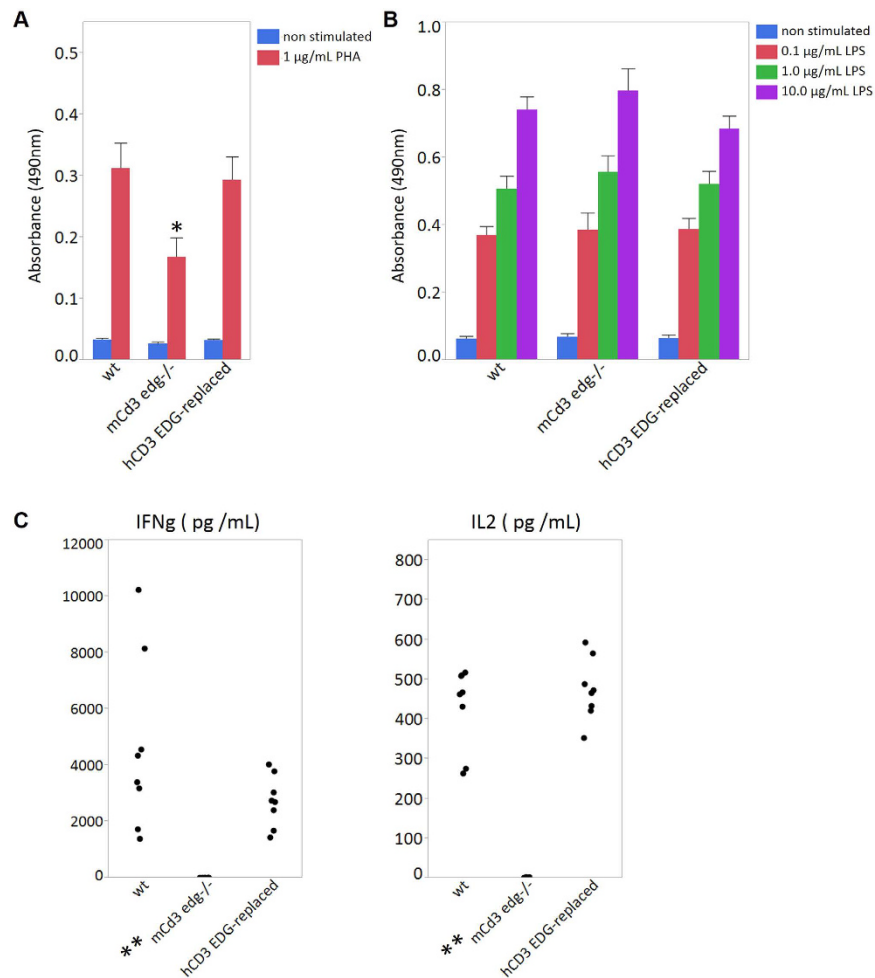 A
Absorbance (490nm)
0.5
0.4
0.3
0.2
0.1
0.0
*
wt
mCd3 edg-/-
hCD3 EDG-replaced
non stimulated
1 µg/mL PHA
B
Absorbance (490nm)
1.0
0.8
0.6
0.4
0.2
0.0
wt
mCd3 edg-/-
hCD3 EDG-replaced
non stimulated
0.1 µg/mL LPS
1.0 µg/mL LPS
10.0 µg/mL LPS
C
IFNg ( pg /mL)
12000
10000
8000
6000
4000
2000
0
wt
** mCd3 edg-/-
hCD3 EDG-replaced
IL2 ( pg /mL)
800
700
600
500
400
300
200
100
0
wt
** mCd3 edg-/-
hCD3 EDG-replaced